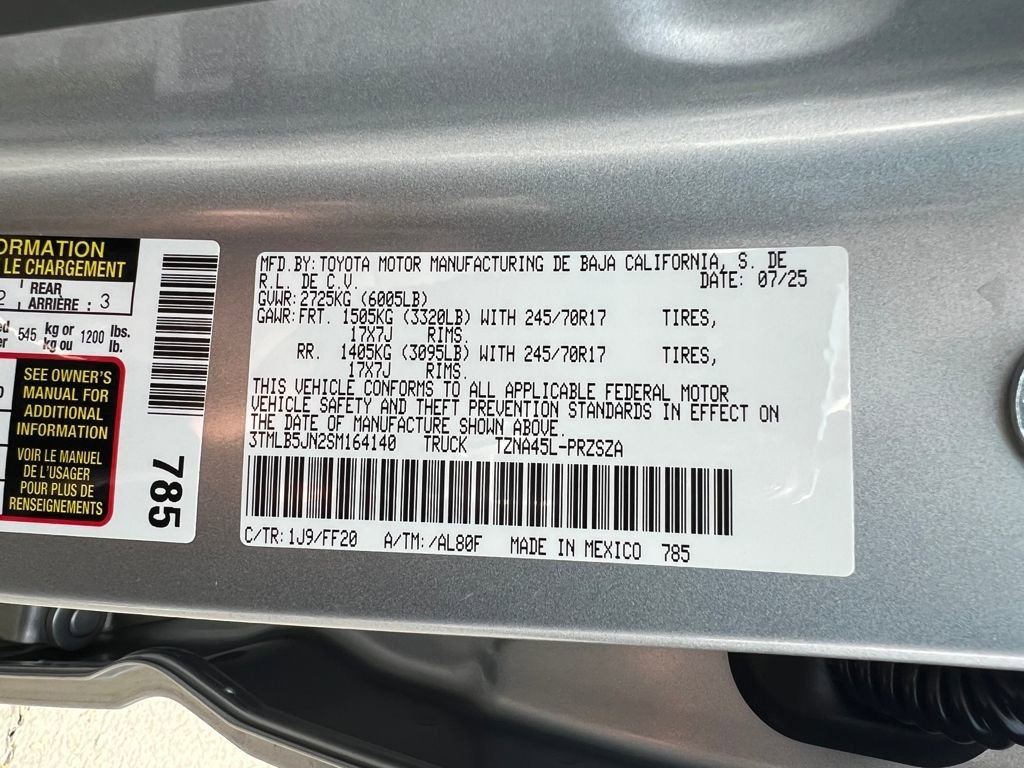 ORMATION
LE CHARGEMENT
REAR
ARRIÈRE : 3
545 kg or 1200 lbs.
kg ou lb.
SEE OWNER'S
MANUAL FOR
ADDITIONAL
INFORMATION
VOIR LE MANUEL
DE L'USAGER
POUR PLUS DE
RENSEIGNEMENTS
785
MFD.BY:TOYOTA MOTOR MANUFACTURING DE BAJA CALIFORNIA, S. DE
R.L. DE C.V. DATE: 07/25
GVWR:2725KG (6005LB)
GAWR:FRT. 1505KG (3320LB) WITH 245/70R17 TIRES,
17X7J RIMS.
RR. 1405KG (3095LB) WITH 245/70R17 TIRES,
17X7J RIMS.
THIS VEHICLE CONFORMS TO ALL APPLICABLE FEDERAL MOTOR
VEHICLE SAFETY AND THEFT PREVENTION STANDARDS IN EFFECT ON
THE DATE OF MANUFACTURE SHOWN ABOVE.
3TMLB5JN2SM164140 TRUCK TZNA45L-PRZSZA
C/TR:1J9/FF20 A/TM:/AL80F MADE IN MEXICO 785